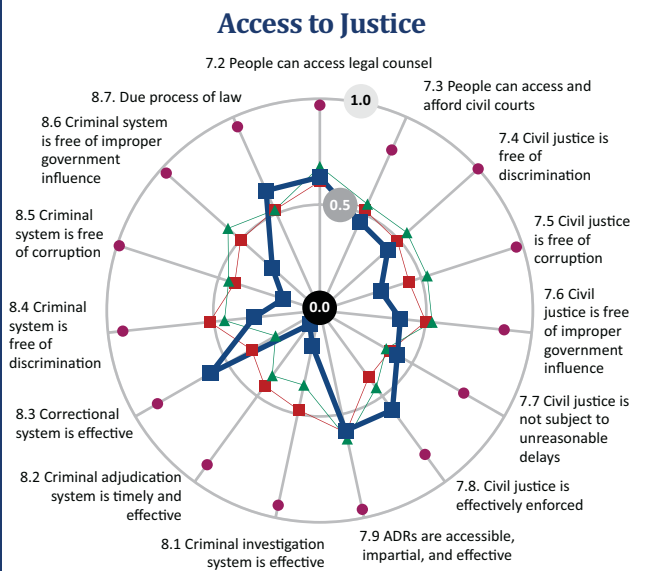 Access to Justice
7.2 People can access legal counsel
7.3 People can access and
afford civil courts
7.4 Civil justice is
free of
discrimination
7.5 Civil justice
is free of
corruption
7.6 Civil
justice is free
of improper
government
influence
7.7 Civil justice is
not subject to
unreasonable
delays
7.8. Civil justice is
effectively enforced
7.9 ADRs are accessible,
impartial, and effective
8.1 Criminal investigation
system is effective
8.2 Criminal adjudication
system is timely and
effective
8.3 Correctional
system is effective
8.4 Criminal
system is
free of
discrimination
8.5 Criminal
system is free
of corruption
8.6 Criminal system
is free of improper
government
influence
8.7. Due process of law
1.0
0.5
0.0